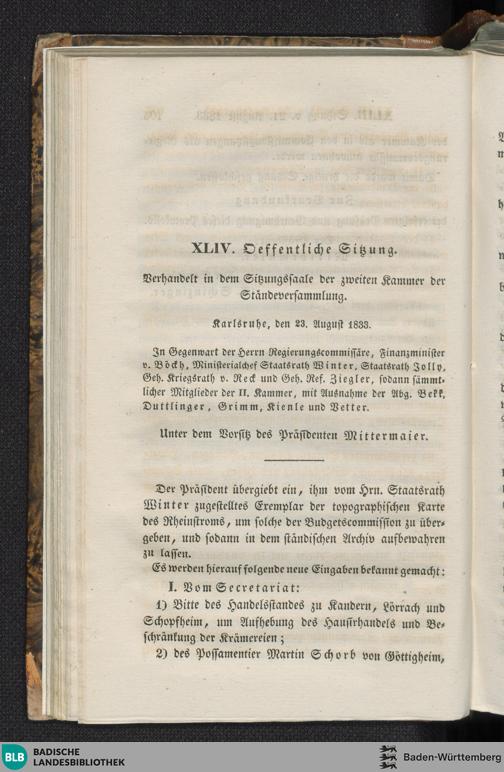 XLIV. Oeffentliche Sitzung.
Verhandelt in dem Sitzungssaale der zweiten Kammer der
Ständeversammlung.
Karlsruhe, den 23. August 1833.
In Gegenwart der Herrn Regierungscommissäre, Finanzminister
v. Böckh, Ministerialchef Staatsrath Winter, Staatsrath Jolly,
Geh. Kriegsrath v. Reck und Geh. Ref. Ziegler, sodann sämmt-
licher Mitglieder der II. Kammer, mit Ausnahme der Abg. Bekk,
Duttlinger, Grimm, Kienle und Vetter.
Unter dem Vorsitz des Präsidenten Mittermaier.
Der Präsident übergiebt ein, ihm vom Hrn. Staatsrath
Winter zugestelltes Exemplar der topographischen Karte
des Rheinstroms, um solche der Budgetscommission zu über-
geben, und sodann in dem ständischen Archiv aufbewahren
zu lassen.
Es werden hierauf folgende neue Eingaben bekannt gemacht:
I. Vom Secretariat:
1) Bitte des Handelsstandes zu Kandern, Lörrach und
Schopfheim, um Aufhebung des Hausirhandels und Be-
schränkung der Krämereien;
2) des Possamentier Martin Schorb von Göttigheim,
BLB BADISCHE
LANDESBIBLIOTHEK
Baden-Württemberg